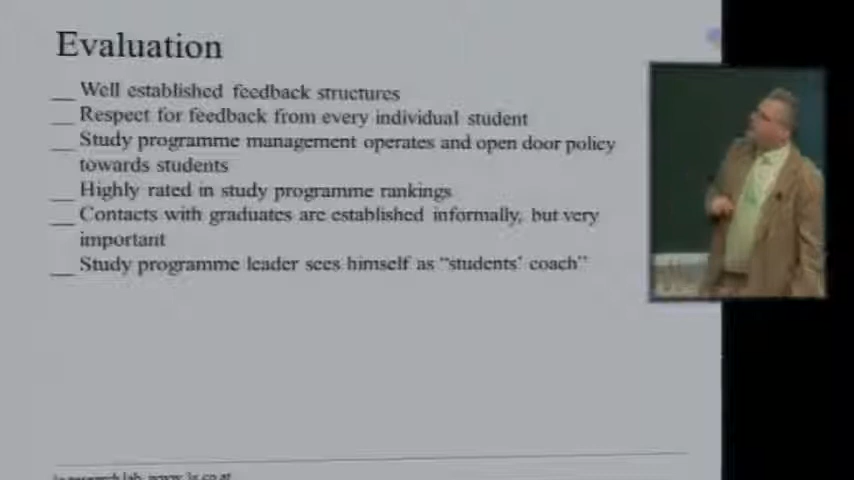 Evaluation
__ Well established feedback structures
__ Respect for feedback from every individual student
__ Study programme management operates and open door policy
towards students
__ Highly rated in study programme rankings
__ Contacts with graduates are established informally, but very
important
__ Study programme leader sees himself as “students’ coach”